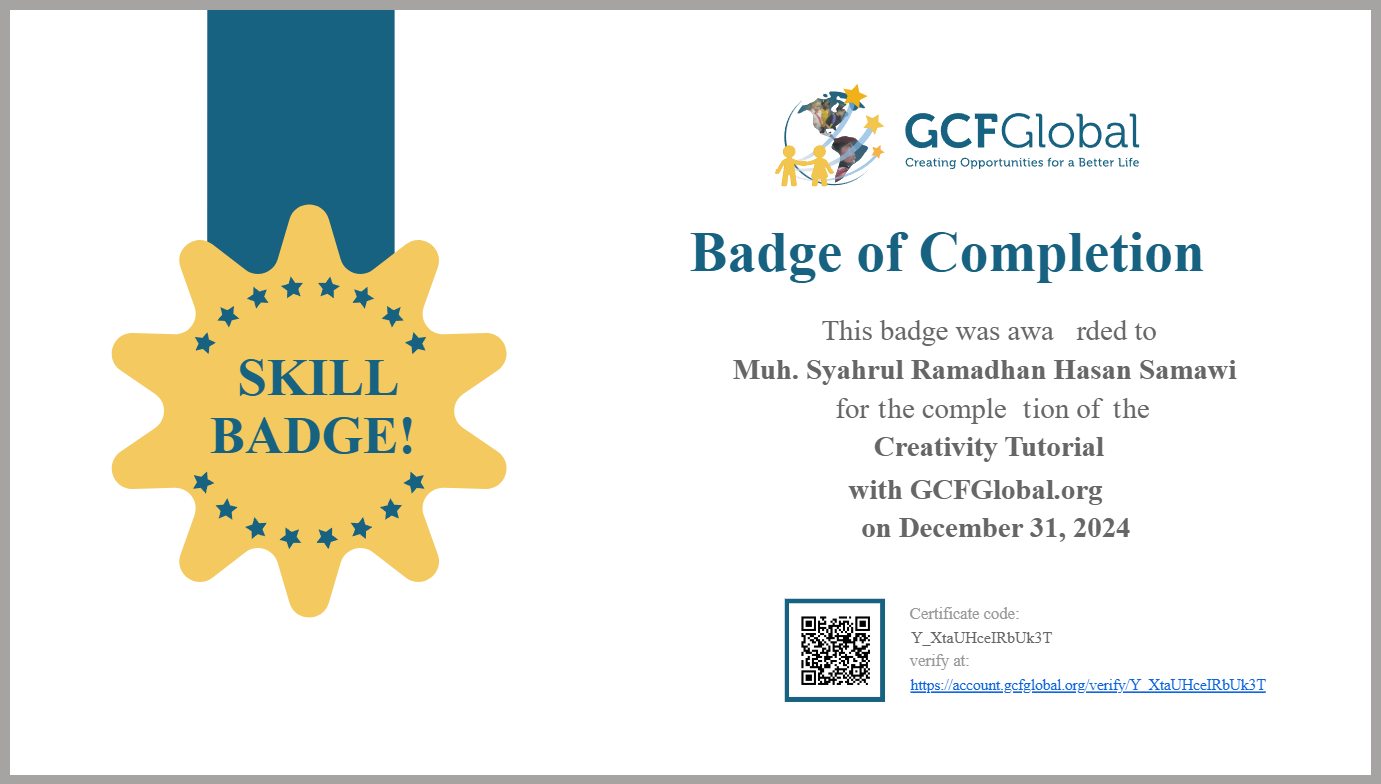 SKILL
BADGE!
GCFGlobal
Creating Opportunities for a Better Life
Badge of Completion
This badge was awa rded to
Muh. Syahrul Ramadhan Hasan Samawi
for the comple tion of the
Creativity Tutorial
with GCFGlobal.org
on December 31, 2024
Certificate code:
Y_XtaUHceIRbUk3T
verify at:
https://account.gcfglobal.org/verify/Y_XtaUHceIRbUk3T